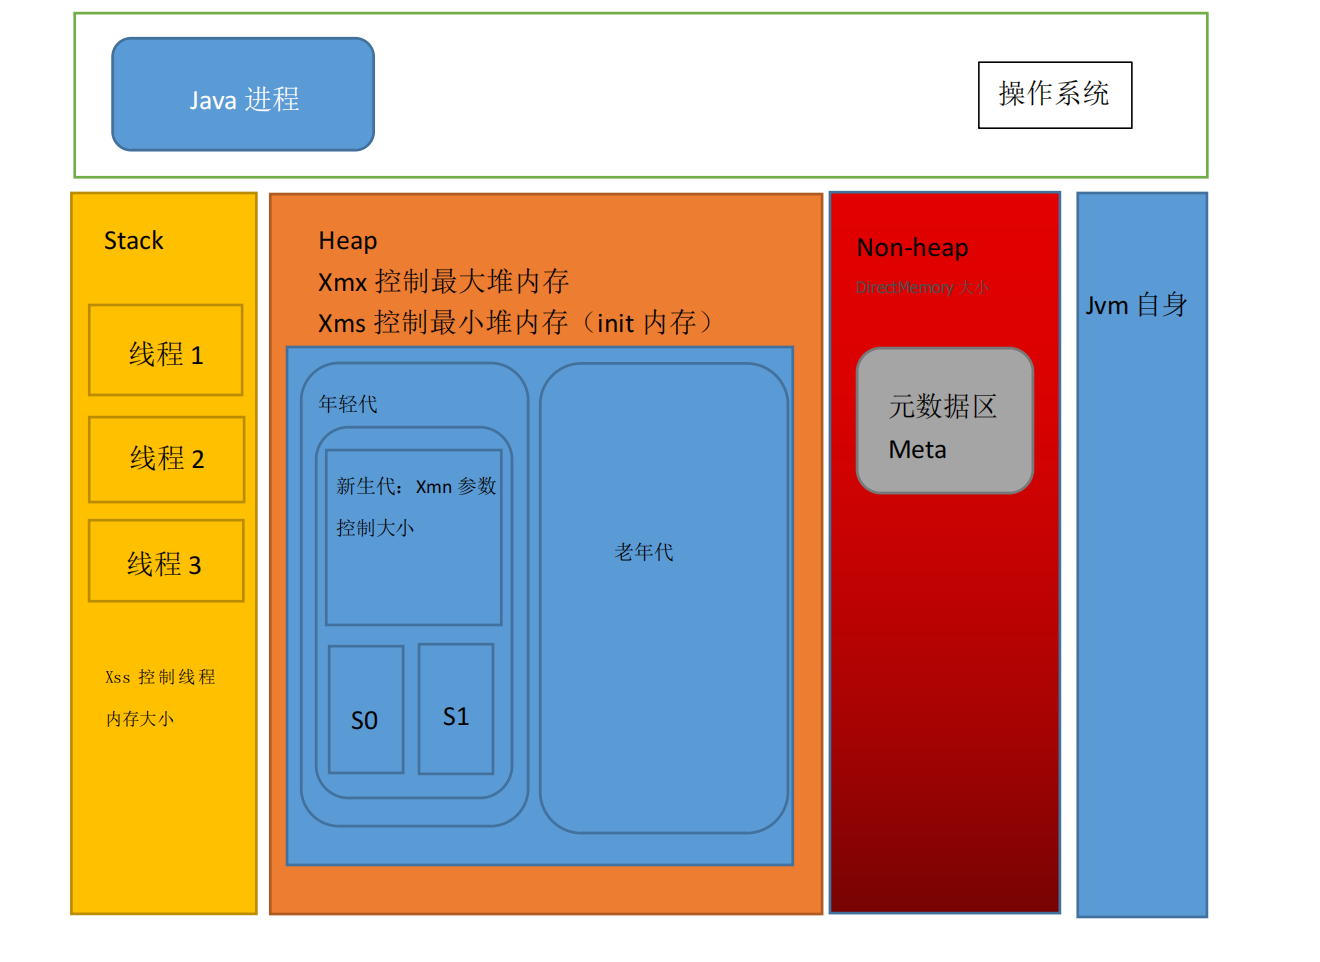 Java 进程
操作系统
Stack
线程 1
线程 2
线程 3
Xss 控制线程
内存大小
Heap
Xmx 控制最大堆内存
Xms 控制最小堆内存（init 内存）
年轻代
新生代：Xmn 参数
控制大小
S0
S1
老年代
Non-heap
DirectMemory 大小
元数据区
Meta
Jvm 自身